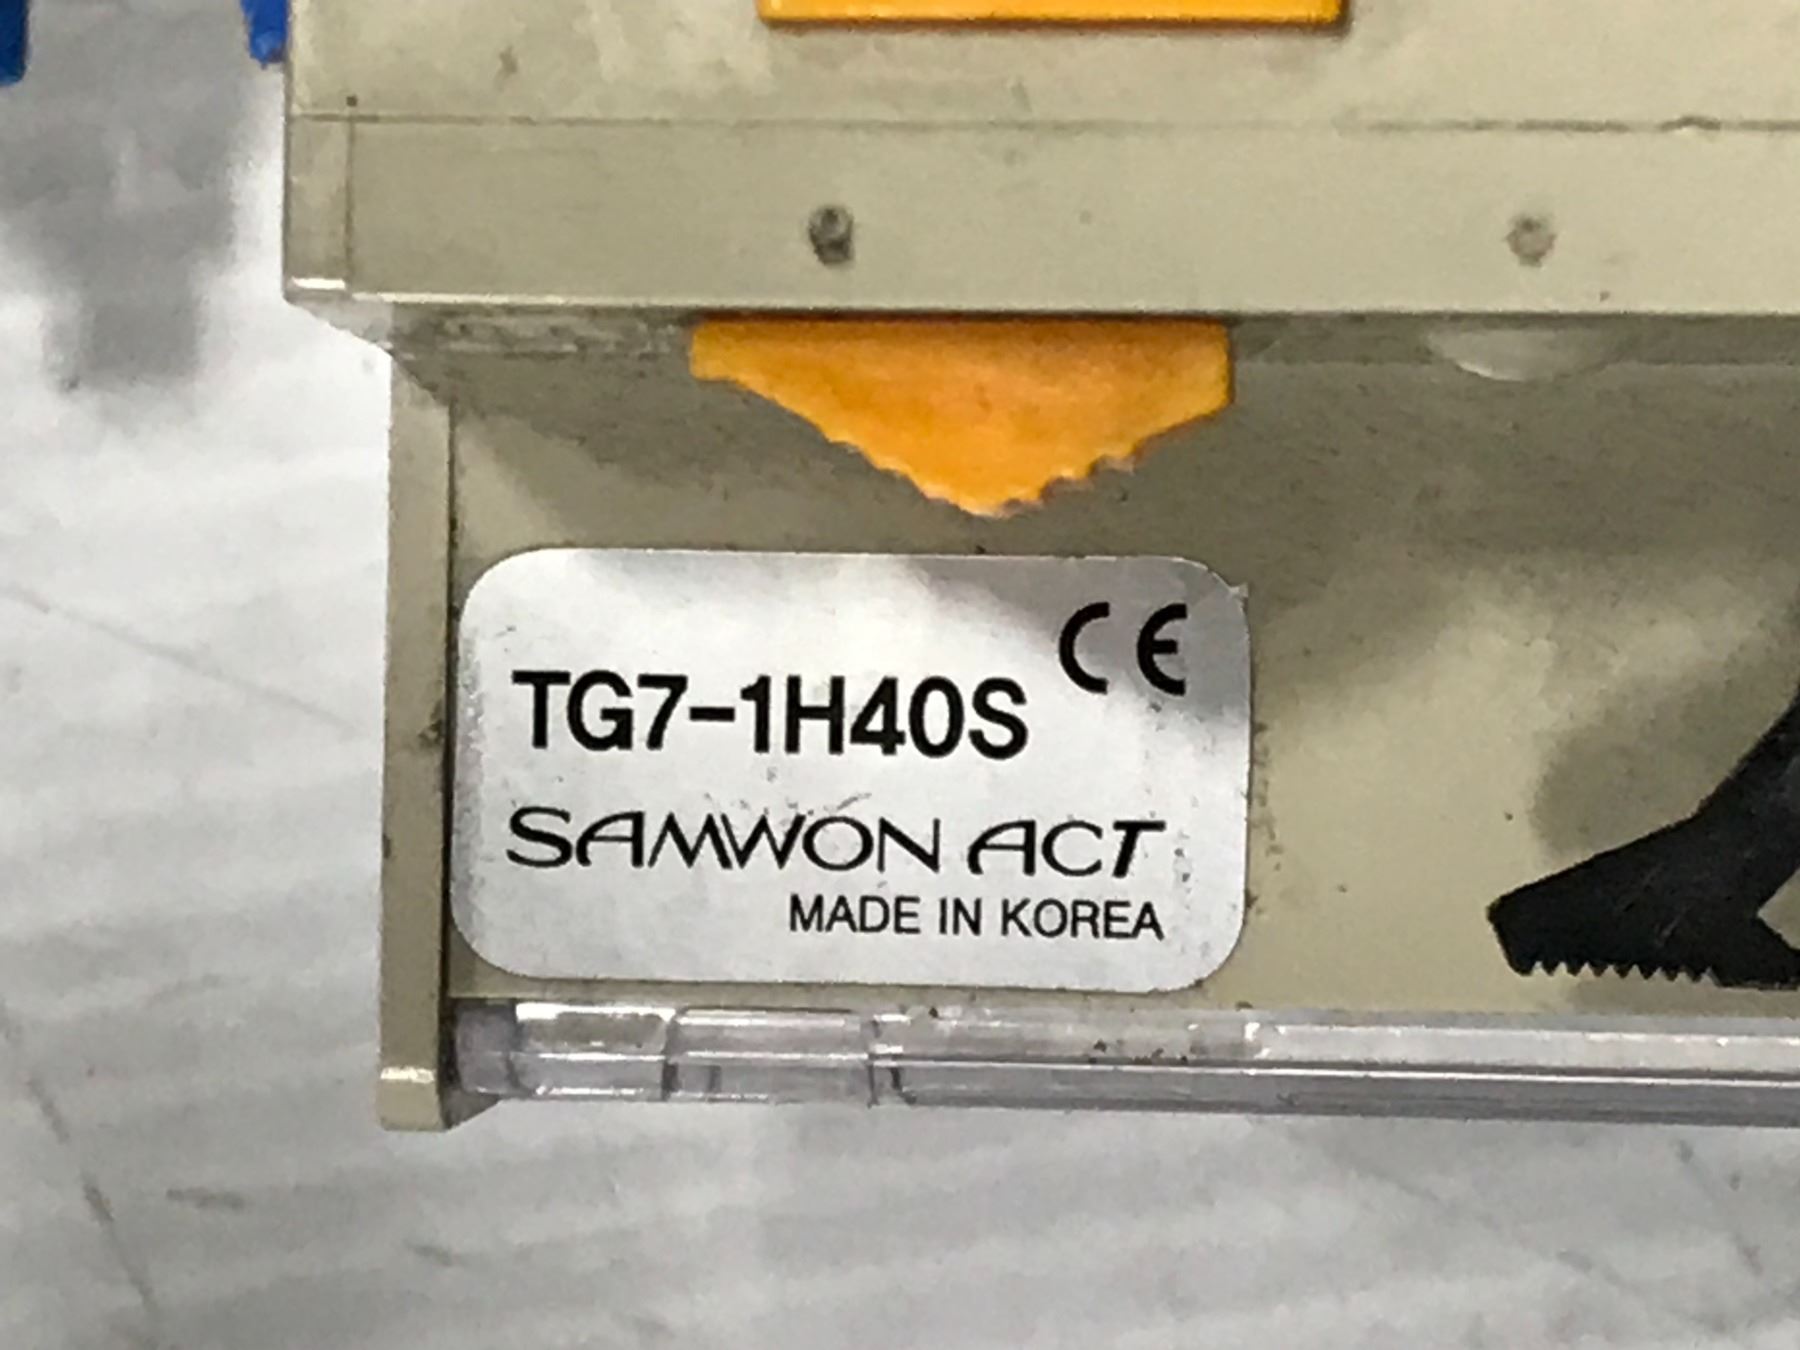 CE
TG7-1H40S
SAMWON ACT
MADE IN KOREA